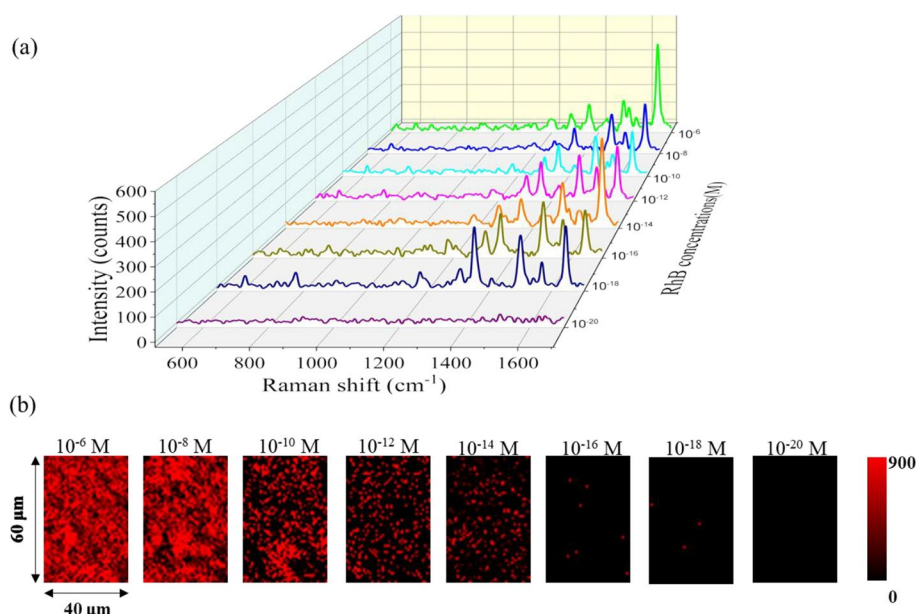 (a)
10⁻⁶
10⁻⁸
10⁻¹⁰
10⁻¹²
10⁻¹⁴
10⁻¹⁶
10⁻¹⁸
10⁻²⁰
RhB concentrations(M)
600
500
400
300
200
100
0
Intensity (counts)
600 800 1000 1200 1400 1600
Raman shift (cm⁻¹)
(b)
10⁻⁶ M 10⁻⁸ M 10⁻¹⁰ M 10⁻¹² M 10⁻¹⁴ M 10⁻¹⁶ M 10⁻¹⁸ M 10⁻²⁰ M
60 μm
40 μm
900
0